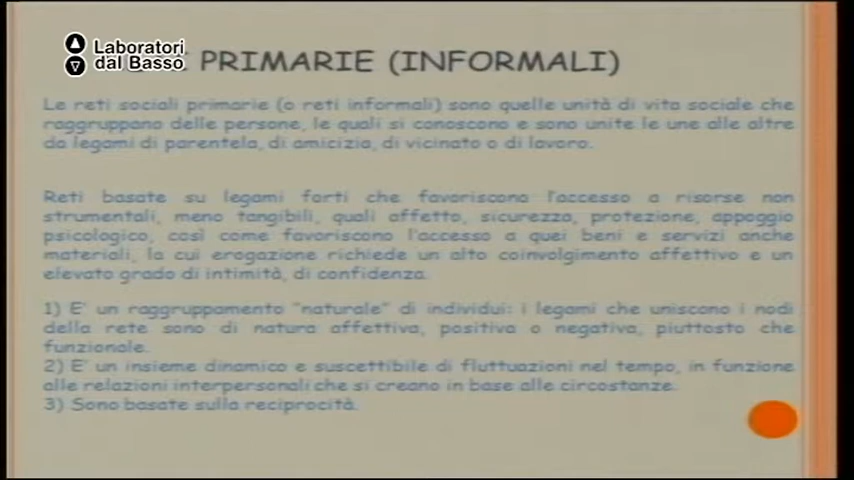 Laboratori
dal Basso
PRIMARIE (INFORMALI)
Le reti sociali primarie (o reti informali) sono quelle unità di vita sociale che
raggruppano delle persone, le quali si conoscono e sono unite le une alle altre
da legami di parentela, di amicizia, di vicinato o di lavoro.
Reti basate su legami forti che favoriscono l'accesso a risorse non
strumentali, meno tangibili, quali affetto, sicurezza, protezione, appoggio
psicologico, così come favoriscono l'accesso a quei beni e servizi anche
materiali, la cui erogazione richiede un alto coinvolgimento affettivo e un
elevato grado di intimità, di confidenza.
1) E' un raggruppamento "naturale" di individui: i legami che uniscono i nodi
della rete sono di natura affettiva, positiva o negativa, piuttosto che
funzionale.
2) E' un insieme dinamico e suscettibile di fluttuazioni nel tempo, in funzione
alle relazioni interpersonali che si creano in base alle circostanze.
3) Sono basate sulla reciprocità.